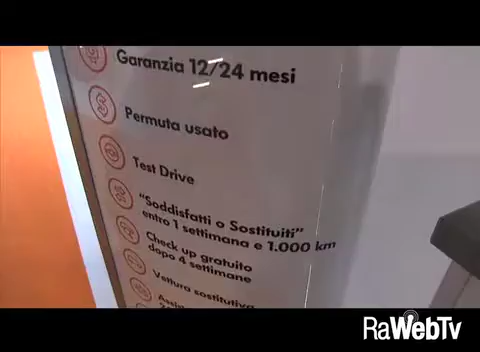 Garanzia 12/24 mesi
Permuta usato
Test Drive
"Soddisfatti o Sostituiti"
entro 1 settimana e 1.000 km
Check up gratuito
dopo 4 settimane
Vettura sostitutiva
RaWebTv